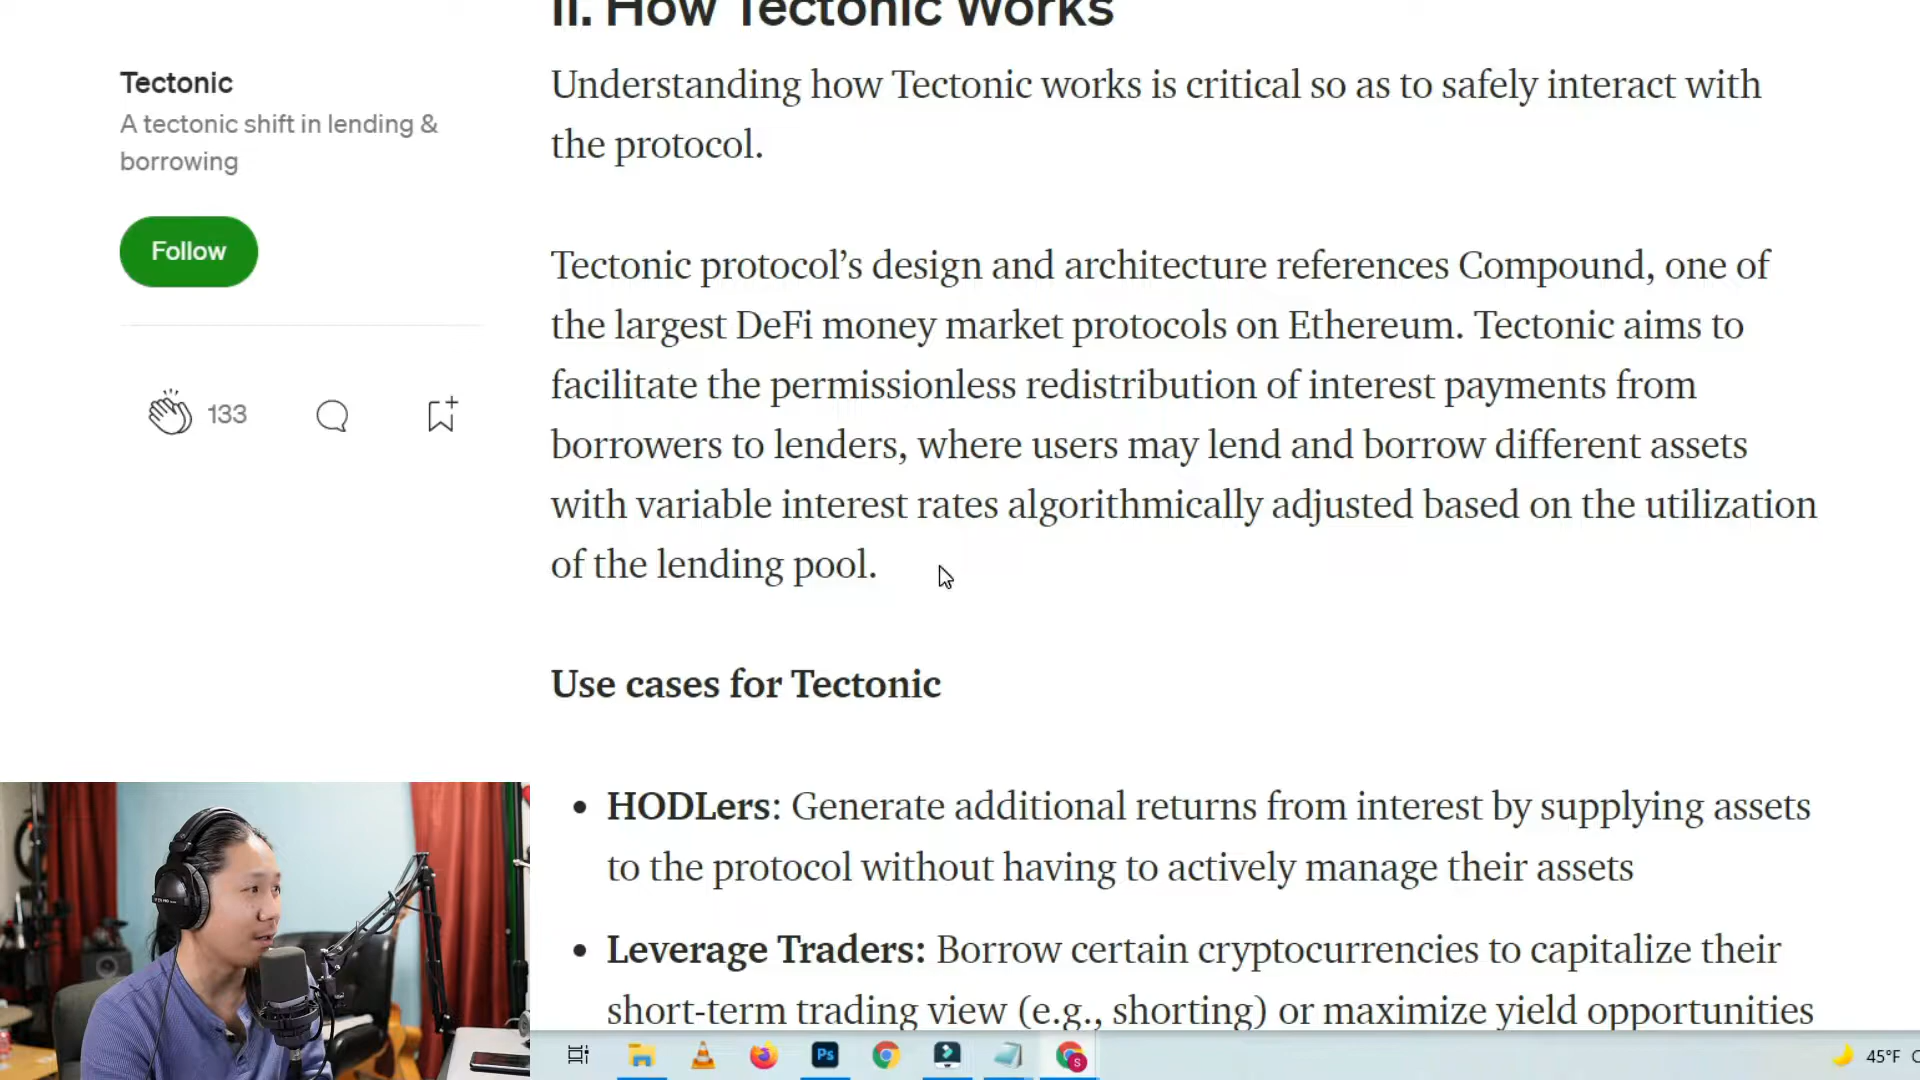 II. How Tectonic Works
Tectonic
A tectonic shift in lending &
borrowing
Follow
133
Understanding how Tectonic works is critical so as to safely interact with
the protocol.
Tectonic protocol’s design and architecture references Compound, one of
the largest DeFi money market protocols on Ethereum. Tectonic aims to
facilitate the permissionless redistribution of interest payments from
borrowers to lenders, where users may lend and borrow different assets
with variable interest rates algorithmically adjusted based on the utilization
of the lending pool.
Use cases for Tectonic
HODLers: Generate additional returns from interest by supplying assets
to the protocol without having to actively manage their assets
Leverage Traders: Borrow certain cryptocurrencies to capitalize their
short-term trading view (e.g., shorting) or maximize yield opportunities
Ps
S
45°F